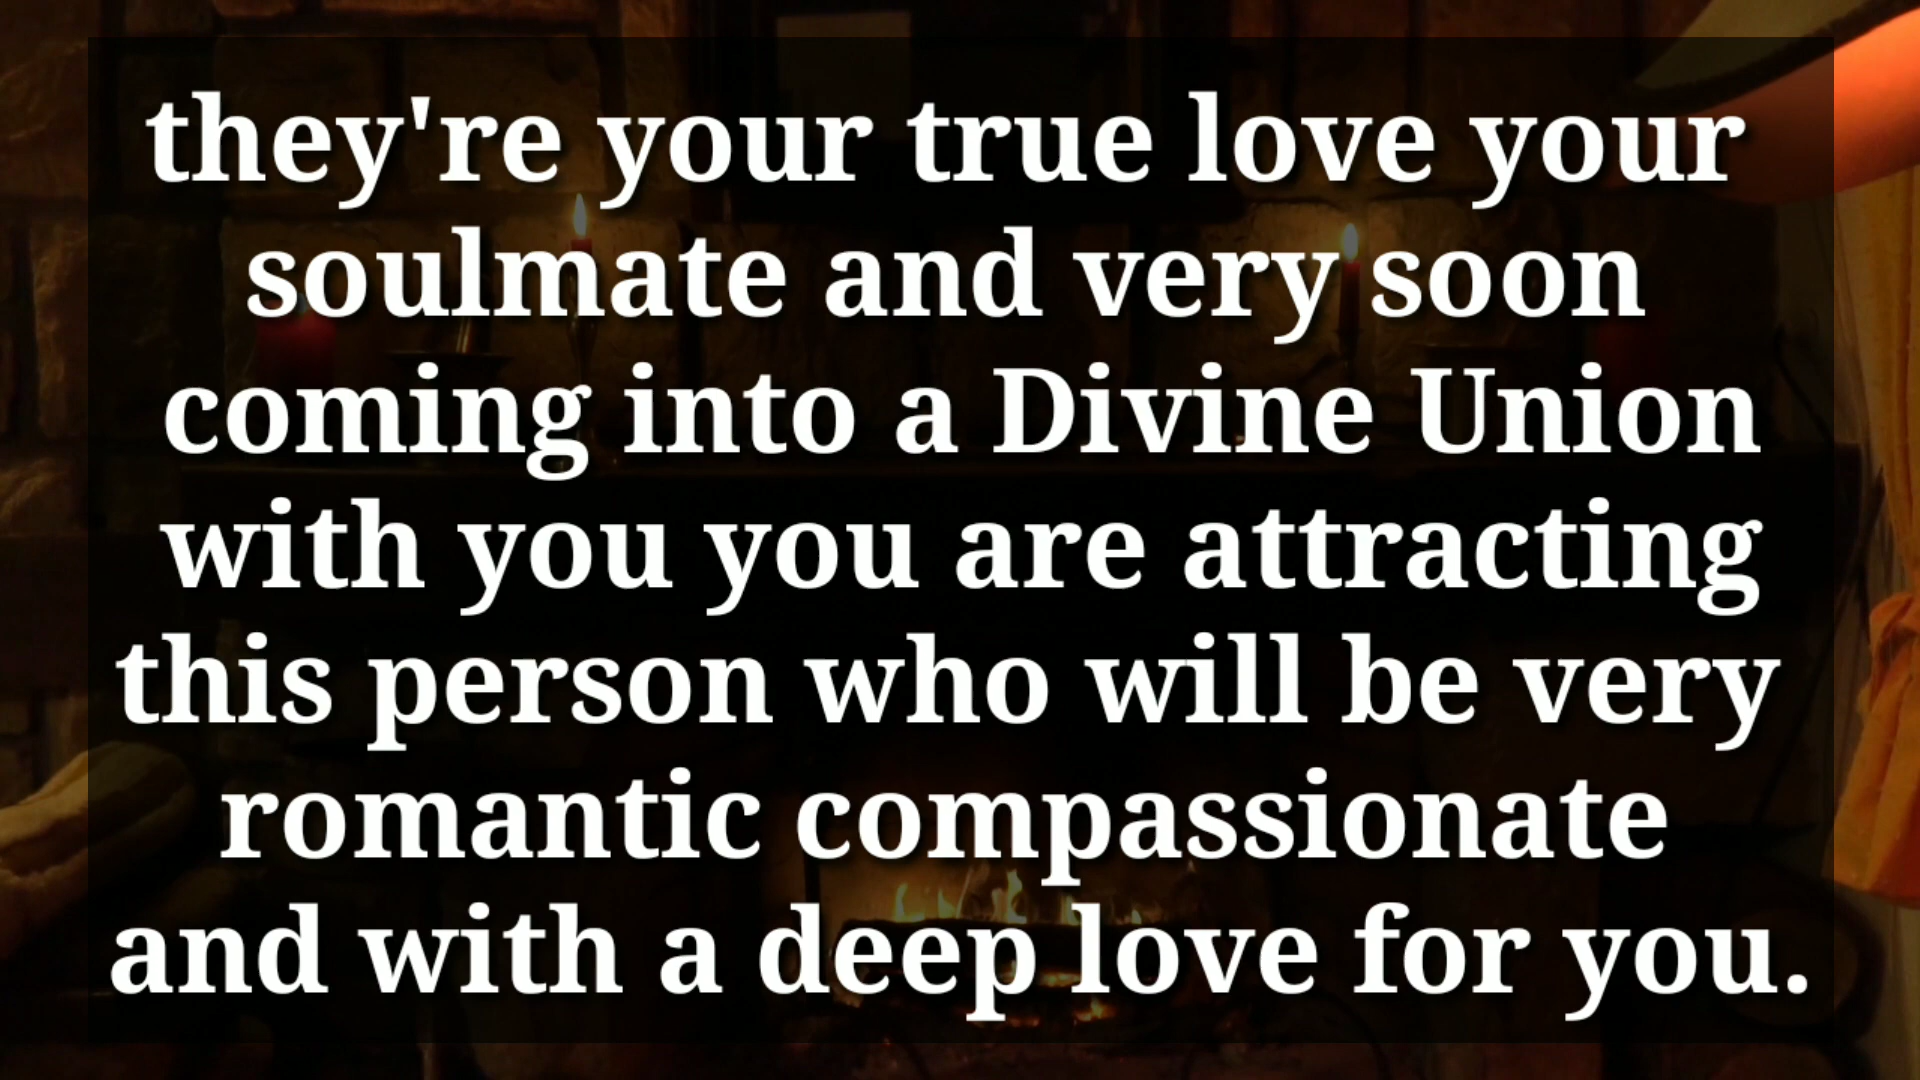 they're your true love your
soulmate and very soon
coming into a Divine Union
with you you are attracting
this person who will be very
romantic compassionate
and with a deep love for you.